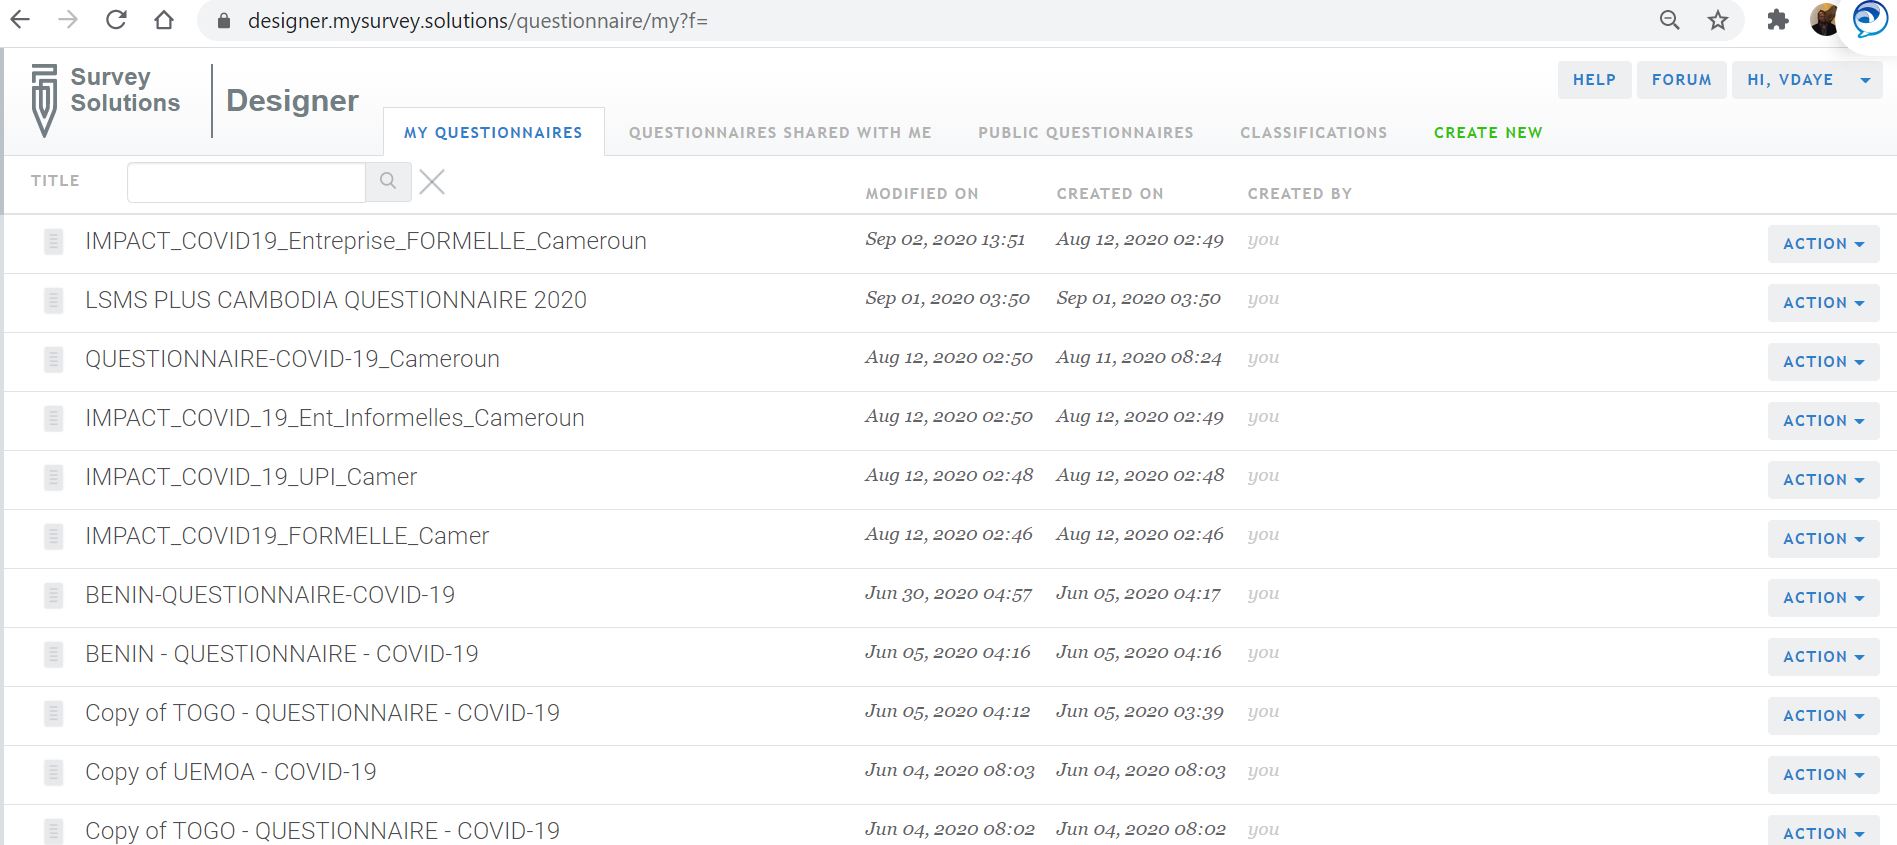 designer.mysurvey.solutions/questionnaire/my?f=
Survey
Solutions
Designer
HELP
FORUM
HI, VDAYE
MY QUESTIONNAIRES
QUESTIONNAIRES SHARED WITH ME
PUBLIC QUESTIONNAIRES
CLASSIFICATIONS
CREATE NEW
TITLE
MODIFIED ON CREATED ON CREATED BY
IMPACT_COVID19_Entreprise_FORMELLE_Cameroun Sep 02, 2020 13:51 Aug 12, 2020 02:49 you ACTION
LSMS PLUS CAMBODIA QUESTIONNAIRE 2020 Sep 01, 2020 03:50 Sep 01, 2020 03:50 you ACTION
QUESTIONNAIRE-COVID-19_Cameroun Aug 12, 2020 02:50 Aug 11, 2020 08:24 you ACTION
IMPACT_COVID_19_Ent_Informelles_Cameroun Aug 12, 2020 02:50 Aug 12, 2020 02:49 you ACTION
IMPACT_COVID_19_UPI_Camer Aug 12, 2020 02:48 Aug 12, 2020 02:48 you ACTION
IMPACT_COVID19_FORMELLE_Camer Aug 12, 2020 02:46 Aug 12, 2020 02:46 you ACTION
BENIN-QUESTIONNAIRE-COVID-19 Jun 30, 2020 04:57 Jun 05, 2020 04:17 you ACTION
BENIN - QUESTIONNAIRE - COVID-19 Jun 05, 2020 04:16 Jun 05, 2020 04:16 you ACTION
Copy of TOGO - QUESTIONNAIRE - COVID-19 Jun 05, 2020 04:12 Jun 05, 2020 03:39 you ACTION
Copy of UEMOA - COVID-19 Jun 04, 2020 08:03 Jun 04, 2020 08:03 you ACTION
Copy of TOGO - QUESTIONNAIRE - COVID-19 Jun 04, 2020 08:02 Jun 04, 2020 08:02 you ACTION